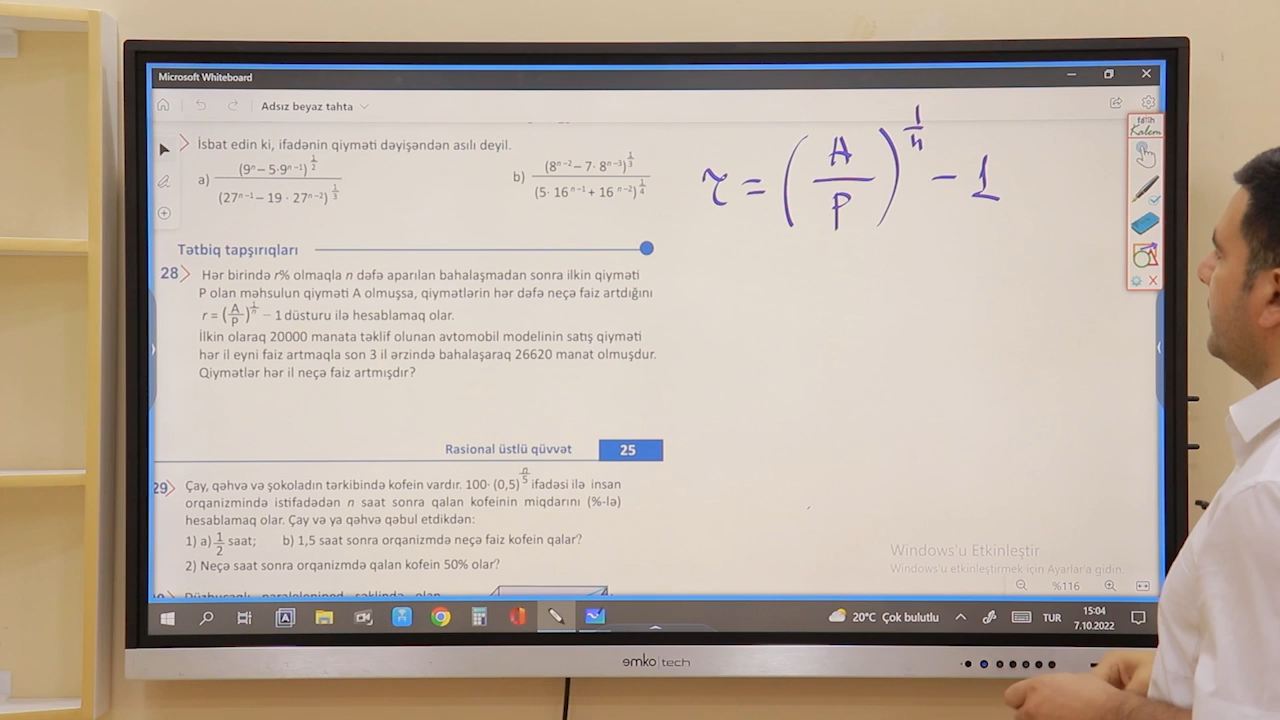 Microsoft Whiteboard
Adsız beyaz tahta
İsbat edin ki, ifadənin qiyməti dəyişəndən asılı deyil.
a) (9ⁿ – 5·9ⁿ⁻¹)^(1/2) / (27ⁿ⁻¹ – 19 · 27ⁿ⁻²)^(1/3)
b) (8ⁿ⁻² – 7· 8ⁿ⁻³)^(1/3) / (5· 16ⁿ⁻¹ + 16ⁿ⁻²)^(1/4)
Tətbiq tapşırıqları
28 Hər birində r% olmaqla n dəfə aparılan bahalaşmadan sonra ilkin qiyməti
P olan məhsulun qiyməti A olmuşsa, qiymətlərin hər dəfə neçə faiz artdığını
r = (A/P)^(1/n) – 1 düsturu ilə hesablamaq olar.
İlkin olaraq 20000 manata təklif olunan avtomobil modelinin satış qiyməti
hər il eyni faiz artmaqla son 3 il ərzində bahalaşaraq 26620 manat olmuşdur.
Qiymətlər hər il neçə faiz artmışdır?
Rasional üstlü qüvvət 25
29 Çay, qəhvə və şokoladın tərkibində kofein vardır. 100· (0,5)^(n/5) ifadəsi ilə insan
orqanizmində istifadədən n saat sonra qalan kofeinin miqdarını (%-lə)
hesablamaq olar. Çay və ya qəhvə qəbul etdikdən:
1) a) 1/2 saat; b) 1,5 saat sonra orqanizmdə neçə faiz kofein qalar?
2) Neçə saat sonra orqanizmdə qalan kofein 50% olar?
Düzbucaqlı paralelepiped şəklində olan
r = (A/P)^(1/n) – 1
fatih
Kalem
Windows'u Etkinleştir
Windows'u etkinleştirmek için Ayarlar'a gidin.
%116
20°C Çok bulutlu
TUR
15:04
7.10.2022
emko tech